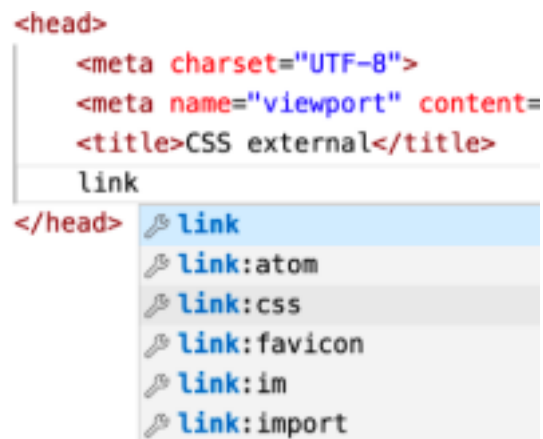 <head>
<meta charset="UTF-8">
<meta name="viewport" content=
<title>CSS external</title>
link
</head>
link
link:atom
link:css
link:favicon
link:im
link:import